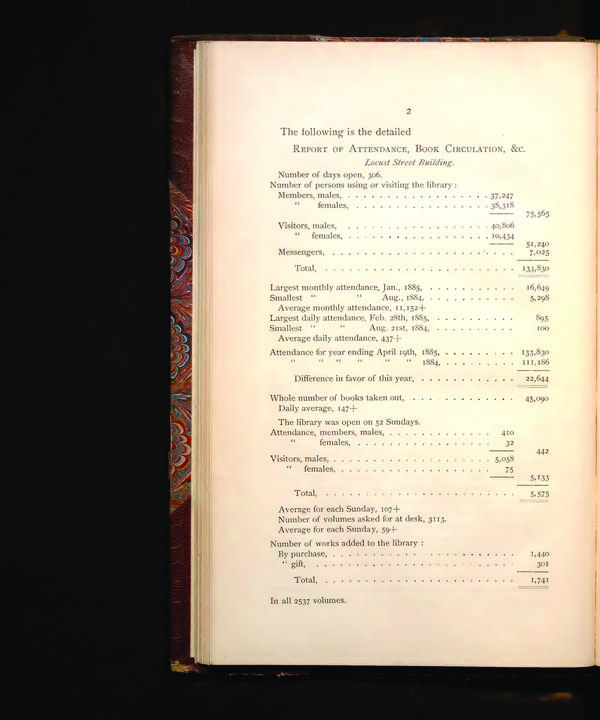 2
The following is the detailed
REPORT OF ATTENDANCE, BOOK CIRCULATION, &C.
Locust Street Building.
Number of days open, 306.
Number of persons using or visiting the library :
Members, males, . . . . . . . . . . . . . . . . . . 37,247
“ females, . . . . . . . . . . . . . . . . . 38,318
75,565
Visitors, males, . . . . . . . . . . . . . . . . . . 40,806
“ females, . . . . . . . . . . . . . . . . . . 10,434
51,240
Messengers, . . . . . . . . . . . . . . . . . . . . . . 7,025
Total, . . . . . . . . . . . . . . . . . . . . . . . . 133,830
Largest monthly attendance, Jan., 1885, . . . . . . . . . . . 16,649
Smallest “ “ Aug., 1884, . . . . . . . . . . . 5,298
Average monthly attendance, 11,152+
Largest daily attendance, Feb. 28th, 1885, . . . . . . . . . . 895
Smallest “ “ Aug. 21st, 1884, . . . . . . . . . . 100
Average daily attendance, 437+
Attendance for year ending April 19th, 1885, . . . . . . . . . 133,830
“ “ “ “ “ “ 1884, . . . . . . . . . 111,186
Difference in favor of this year, . . . . . . . . . . . . 22,644
Whole number of books taken out, . . . . . . . . . . . . . 45,090
Daily average, 147+
The library was open on 52 Sundays.
Attendance, members, males, . . . . . . . . . . . . . 410
“ females, . . . . . . . . . . . . . . . . . 32
442
Visitors, males, . . . . . . . . . . . . . . . . . . . . 5,058
“ females, . . . . . . . . . . . . . . . . . . . 75
5,133
Total, . . . . . . . . . . . . . . . . . . . . . . . . 5,575
Average for each Sunday, 107+
Number of volumes asked for at desk, 3113.
Average for each Sunday, 59+
Number of works added to the library :
By purchase, . . . . . . . . . . . . . . . . . . . . . . . 1,440
“ gift, . . . . . . . . . . . . . . . . . . . . . . . . . 301
Total, . . . . . . . . . . . . . . . . . . . . . . . . 1,741
In all 2537 volumes.